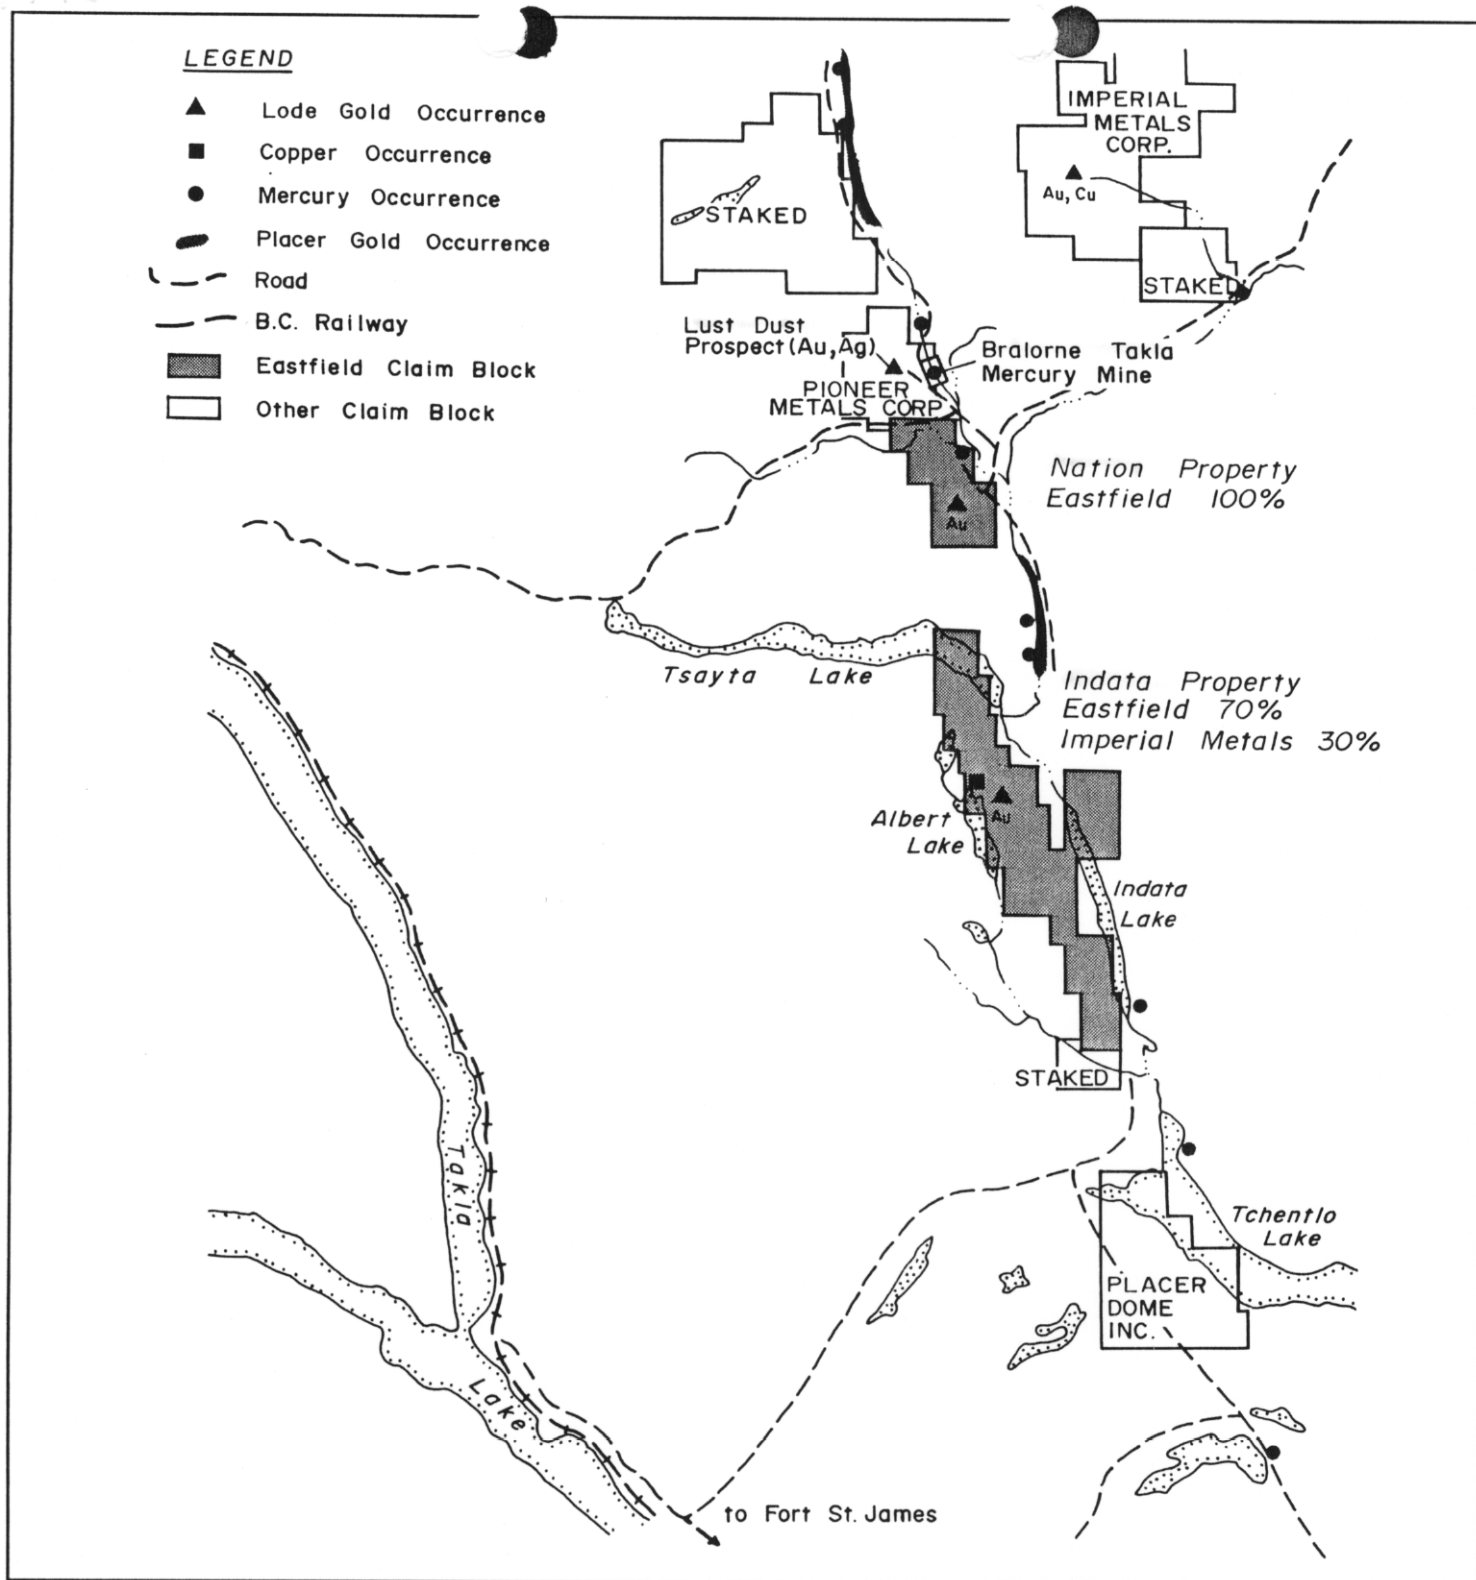 LEGEND
Lode Gold Occurrence
Copper Occurrence
Mercury Occurrence
Placer Gold Occurrence
Road
B.C. Railway
Eastfield Claim Block
Other Claim Block
IMPERIAL
METALS
CORP.
Au, Cu
STAKED
STAKED
Lust Dust
Prospect (Au, Ag)
PIONEER
METALS CORP
Bralorne Takla
Mercury Mine
Nation Property
Eastfield 100%
Au
Tsayta Lake
Indata Property
Eastfield 70%
Imperial Metals 30%
Albert
Lake
Au
Indata
Lake
STAKED
Takla
Lake
Tchentlo
Lake
PLACER
DOME
INC.
to Fort St. James